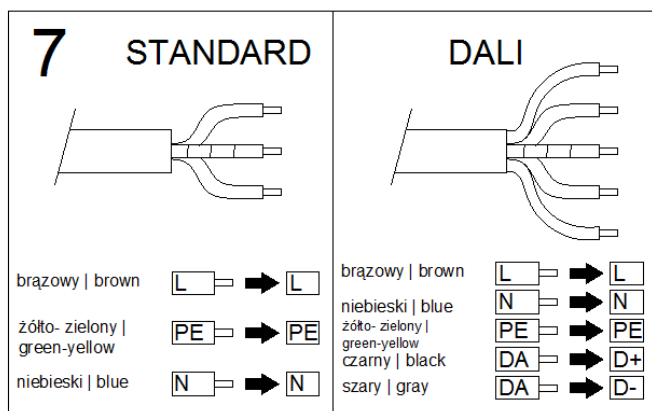 7 STANDARD
brązowy | brown L L
żółto- zielony |
green-yellow PE PE
niebieski | blue N N
DALI
brązowy | brown L L
niebieski | blue N N
żółto- zielony |
green-yellow PE PE
czarny | black DA D+
szary | gray DA D-